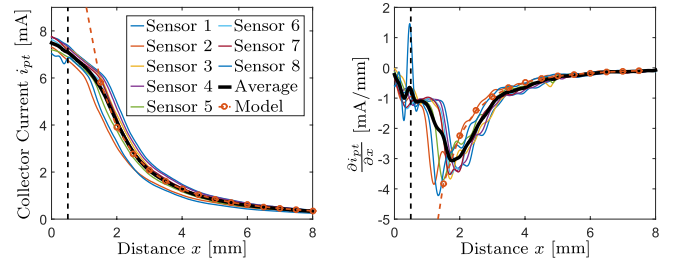 Collector Current i_pt [mA]
8
6
4
2
0
0 2 4 6 8
Distance x [mm]
Sensor 1
Sensor 2
Sensor 3
Sensor 4
Sensor 5
Sensor 6
Sensor 7
Sensor 8
Average
Model
∂i_pt/∂x [mA/mm]
2
1
0
-1
-2
-3
-4
-5
0 2 4 6 8
Distance x [mm]